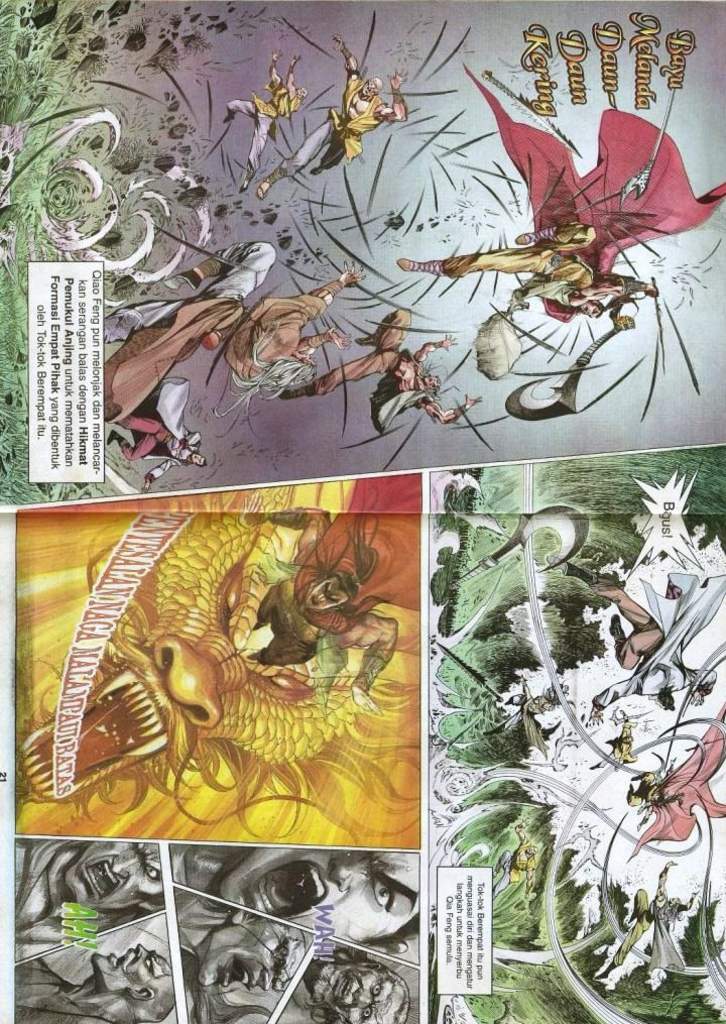 Bayu
Melanda
Daun-
Daun
Kering
Qiao Feng pun melonjak dan melancar-
kan serangan balas dengan Hikmat
Pemukul Anjing untuk mematahkan
Formasi Empat Pihak yang dibentuk
oleh Tok-tok Berempat itu.
Bagus!
Tok-tok Berempat itu pun
menguasai diri dan mengatur
langkah untuk menyerbu
Qia Feng semula.
WAH!
AH!
21